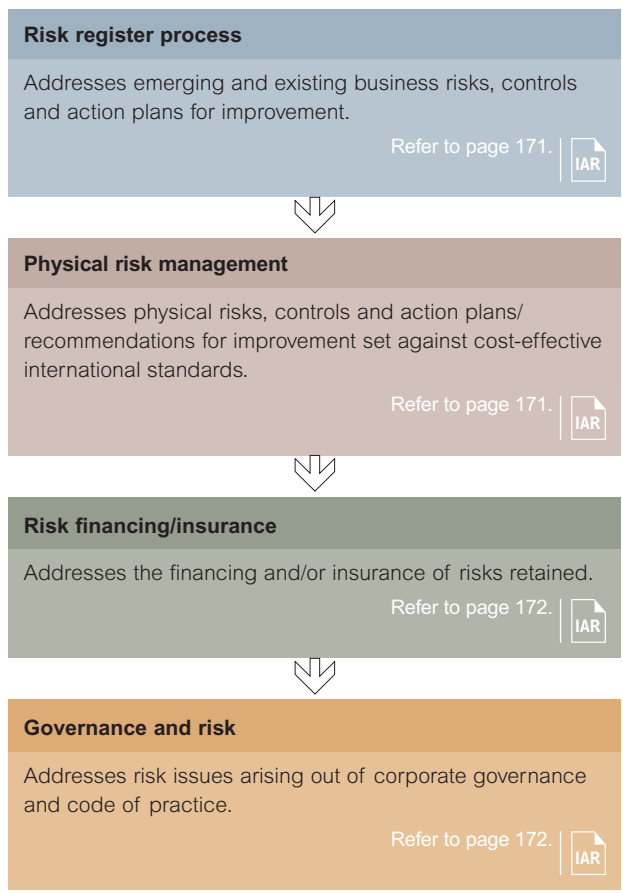 Risk register process
Addresses emerging and existing business risks, controls
and action plans for improvement.
Refer to page 171.
IAR
Physical risk management
Addresses physical risks, controls and action plans/
recommendations for improvement set against cost-effective
international standards.
Refer to page 171.
IAR
Risk financing/insurance
Addresses the financing and/or insurance of risks retained.
Refer to page 172.
IAR
Governance and risk
Addresses risk issues arising out of corporate governance
and code of practice.
Refer to page 172.
IAR